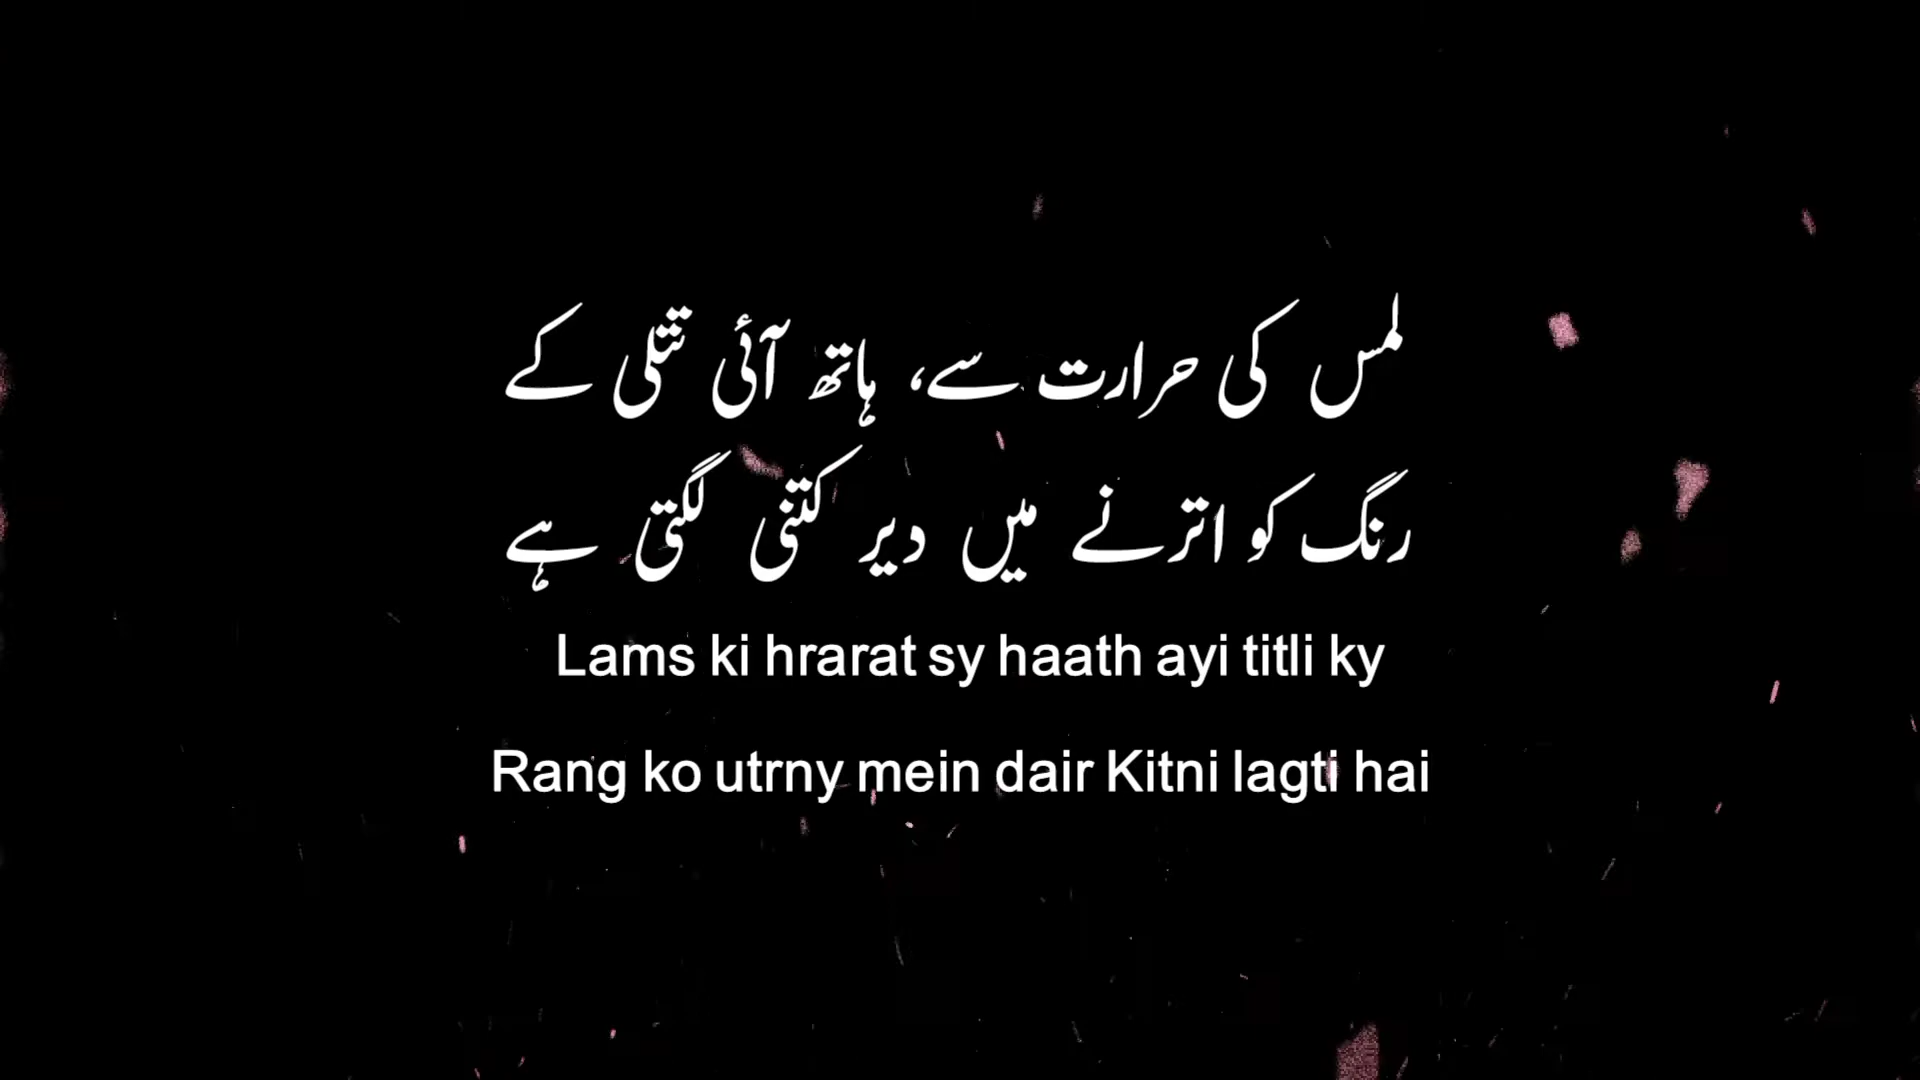 لمس کی حرارت سے، ہاتھ آئی تتلی کے
رنگ کو اترنے میں دیر کتنی لگتی ہے
Lams ki hrarat sy haath ayi titli ky
Rang ko utrny mein dair Kitni lagti hai